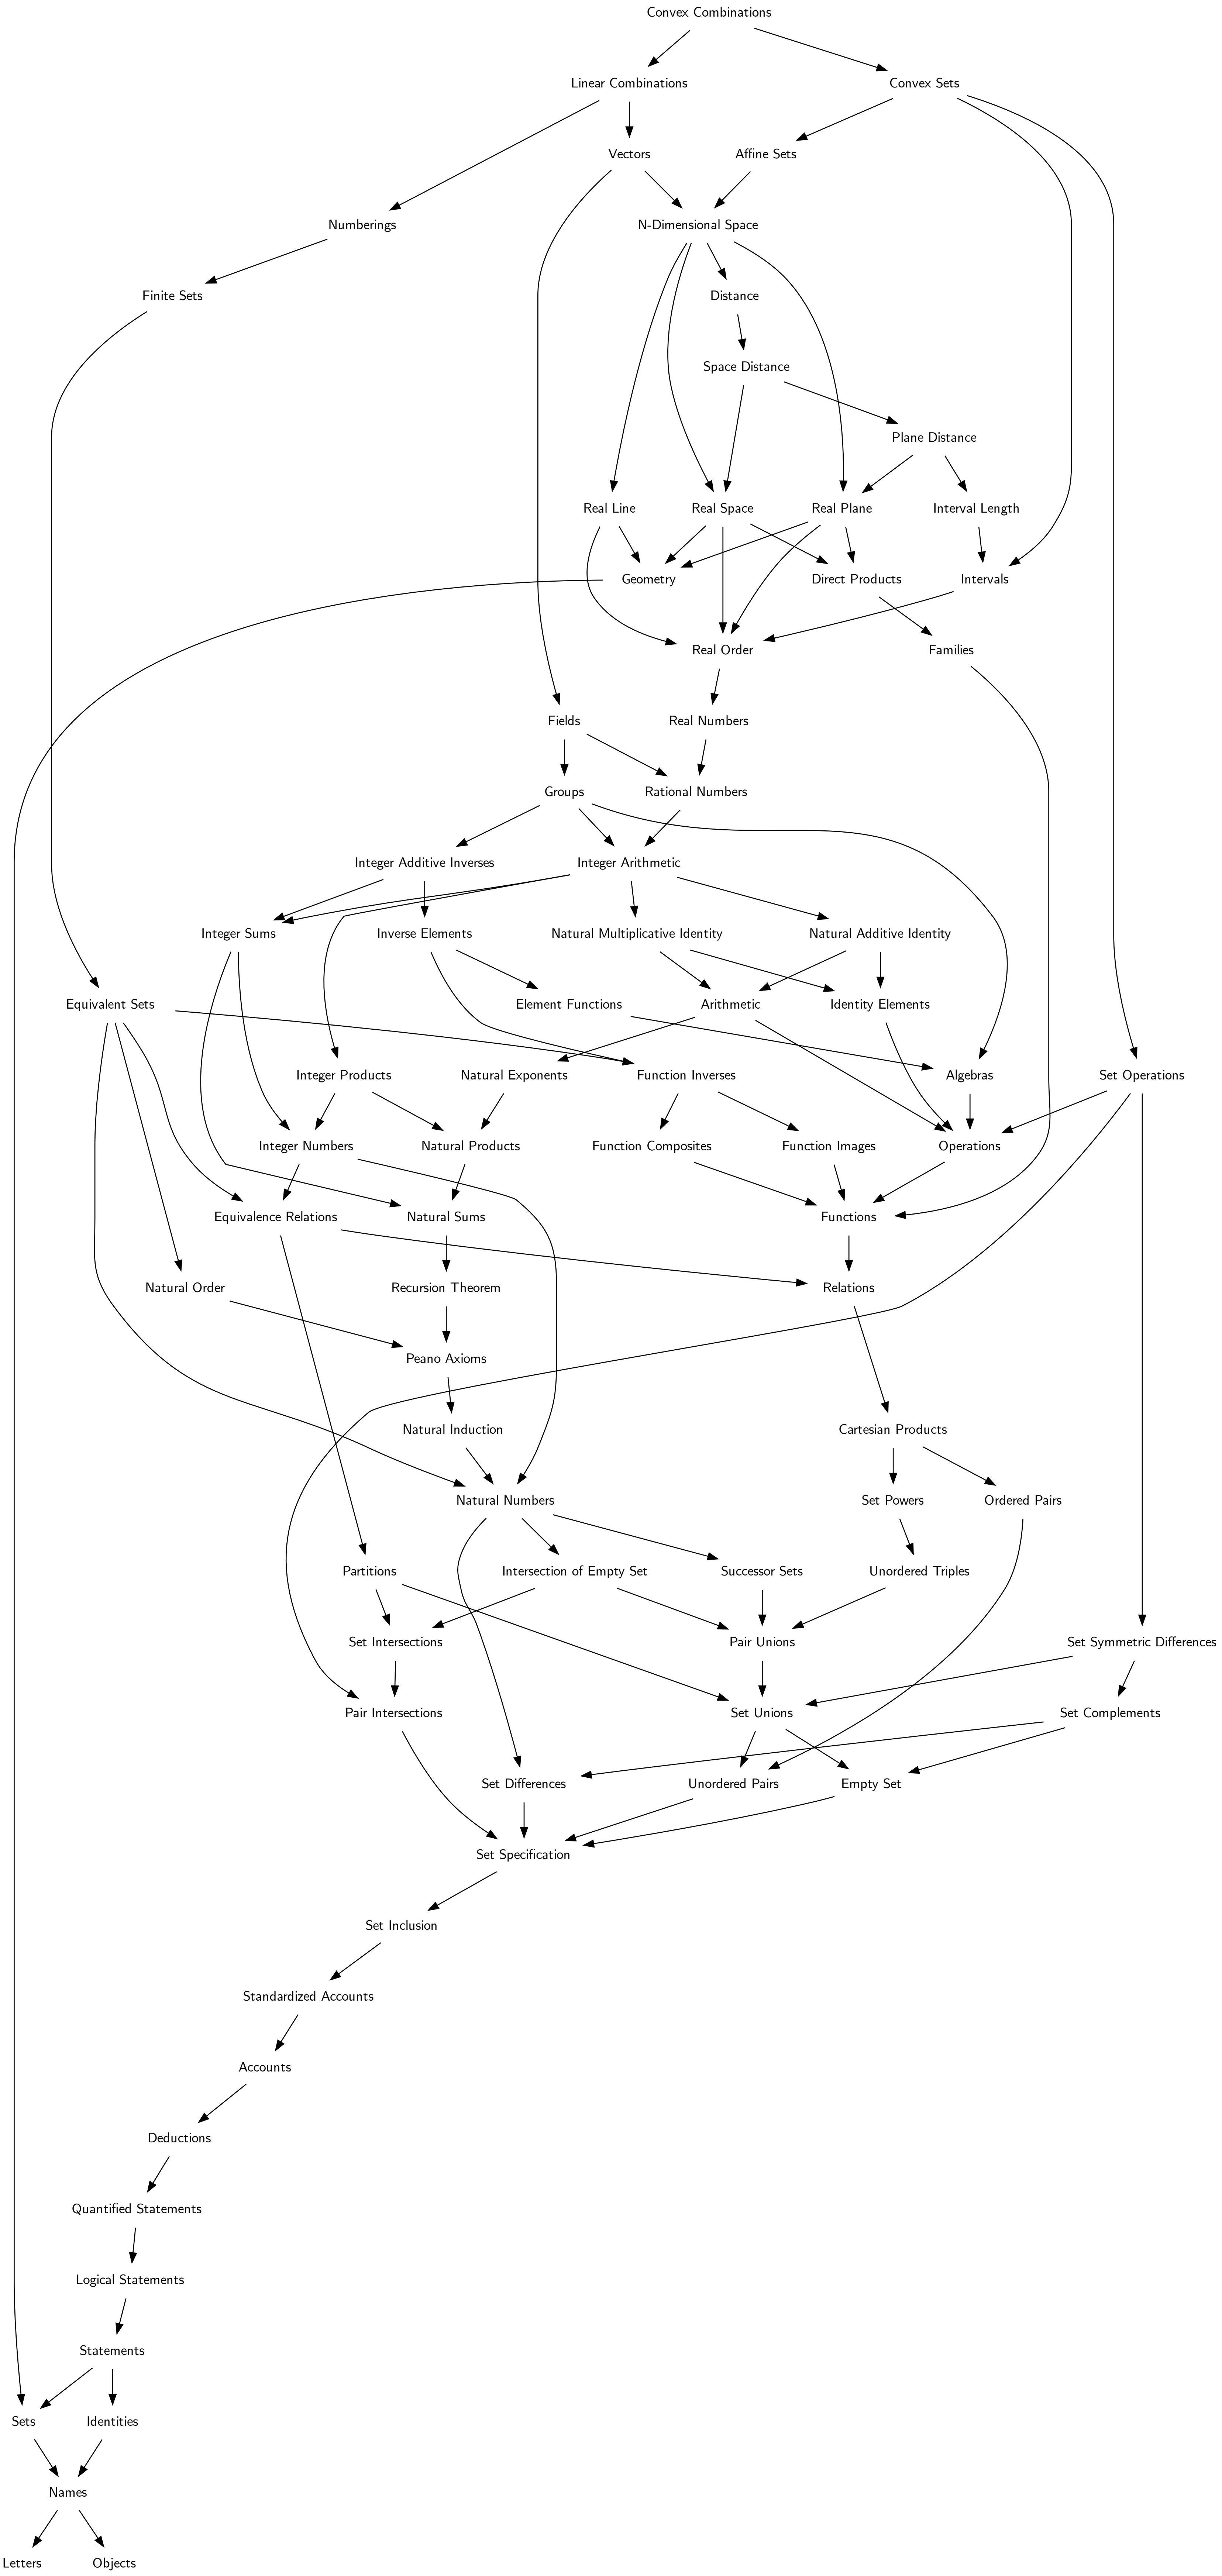 Convex Combinations
Linear Combinations
Convex Sets
Vectors
Affine Sets
Numberings
N-Dimensional Space
Finite Sets
Distance
Space Distance
Plane Distance
Real Line
Real Space
Real Plane
Interval Length
Geometry
Direct Products
Intervals
Real Order
Families
Fields
Real Numbers
Groups
Rational Numbers
Integer Additive Inverses
Integer Arithmetic
Integer Sums
Inverse Elements
Natural Multiplicative Identity
Natural Additive Identity
Equivalent Sets
Element Functions
Arithmetic
Identity Elements
Integer Products
Natural Exponents
Function Inverses
Algebras
Set Operations
Integer Numbers
Natural Products
Function Composites
Function Images
Operations
Equivalence Relations
Natural Sums
Functions
Natural Order
Recursion Theorem
Relations
Peano Axioms
Natural Induction
Cartesian Products
Natural Numbers
Set Powers
Ordered Pairs
Partitions
Intersection of Empty Set
Successor Sets
Unordered Triples
Set Intersections
Pair Unions
Set Symmetric Differences
Pair Intersections
Set Unions
Set Complements
Set Differences
Unordered Pairs
Empty Set
Set Specification
Set Inclusion
Standardized Accounts
Accounts
Deductions
Quantified Statements
Logical Statements
Statements
Sets
Identities
Names
Letters
Objects